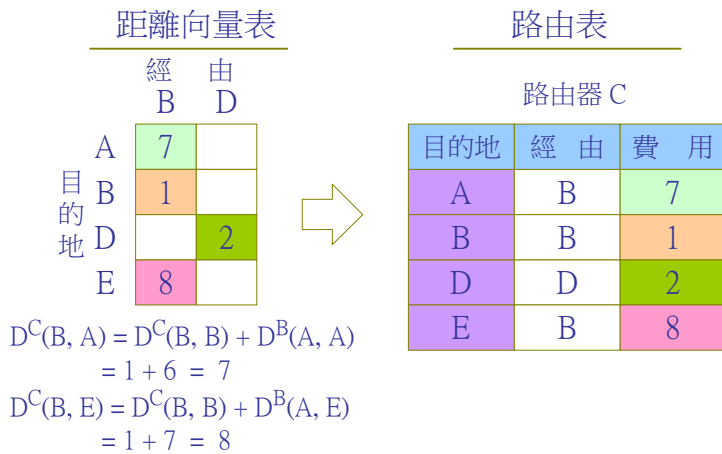 距離向量表
經 由
B D
目的地
A 7
B 1
D 2
E 8
D^C(B, A) = D^C(B, B) + D^B(A, A)
= 1 + 6 = 7
D^C(B, E) = D^C(B, B) + D^B(A, E)
= 1 + 7 = 8
路由表
路由器 C
目的地 經 由 費 用
A B 7
B B 1
D D 2
E B 8